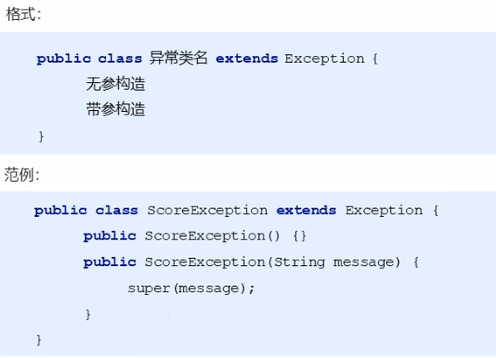 格式:
public class 异常类名 extends Exception {
无参构造
带参构造
}
范例:
public class ScoreException extends Exception {
public ScoreException() {}
public ScoreException(String message) {
super(message);
}
}